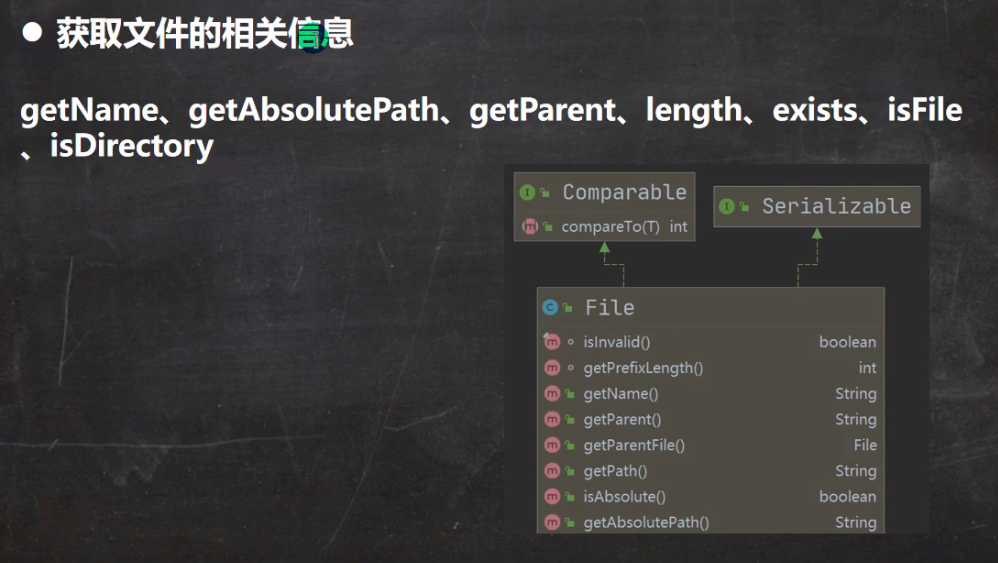 ● 获取文件的相关信息
getName、getAbsolutePath、getParent、length、exists、isFile
、isDirectory
I Comparable
m compareTo(T) int
I Serializable
C File
m isInvalid() boolean
m getPrefixLength() int
m getName() String
m getParent() String
m getParentFile() File
m getPath() String
m isAbsolute() boolean
m getAbsolutePath() String